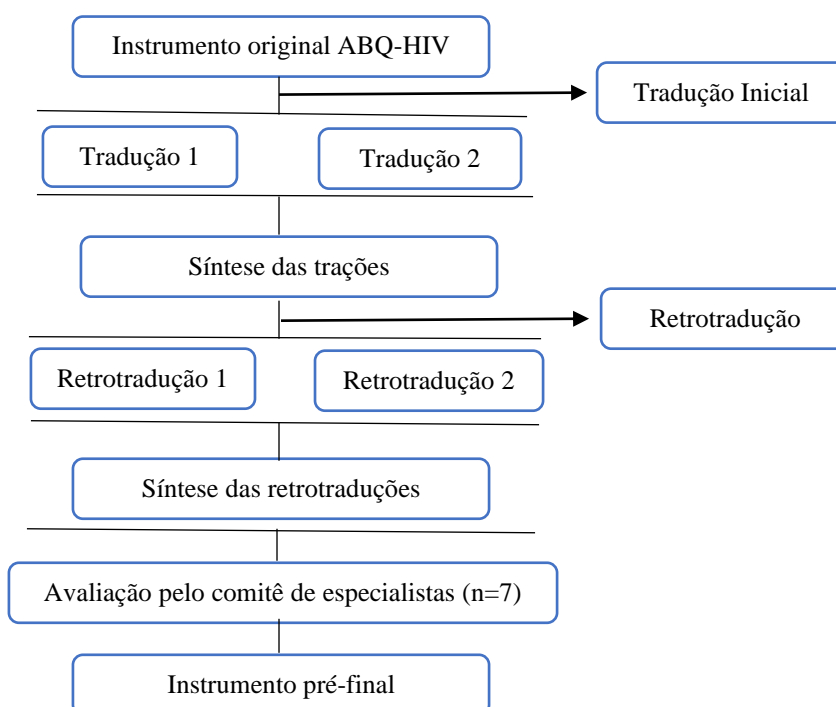 Instrumento original ABQ-HIV
Tradução Inicial
Tradução 1
Tradução 2
Síntese das trações
Retrotradução
Retrotradução 1
Retrotradução 2
Síntese das retrotraduções
Avaliação pelo comitê de especialistas (n=7)
Instrumento pré-final